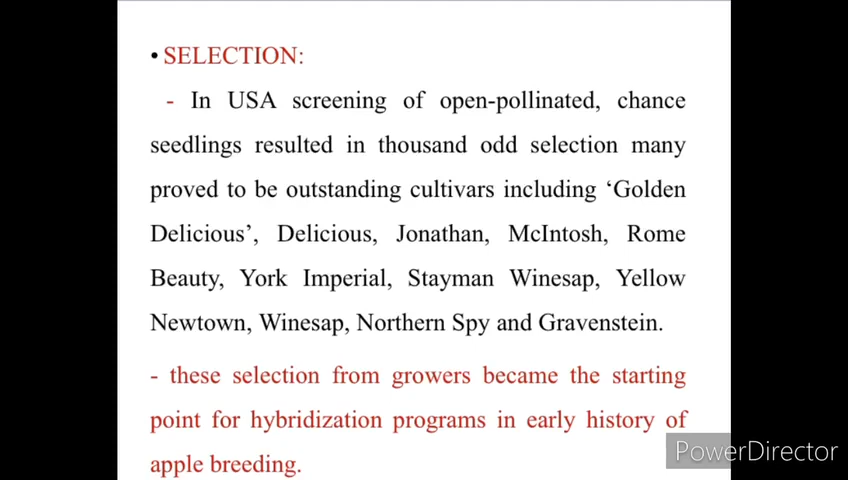 • SELECTION:
- In USA screening of open-pollinated, chance
seedlings resulted in thousand odd selection many
proved to be outstanding cultivars including ‘Golden
Delicious’, Delicious, Jonathan, McIntosh, Rome
Beauty, York Imperial, Stayman Winesap, Yellow
Newtown, Winesap, Northern Spy and Gravenstein.
- these selection from growers became the starting
point for hybridization programs in early history of
apple breeding.
PowerDirector